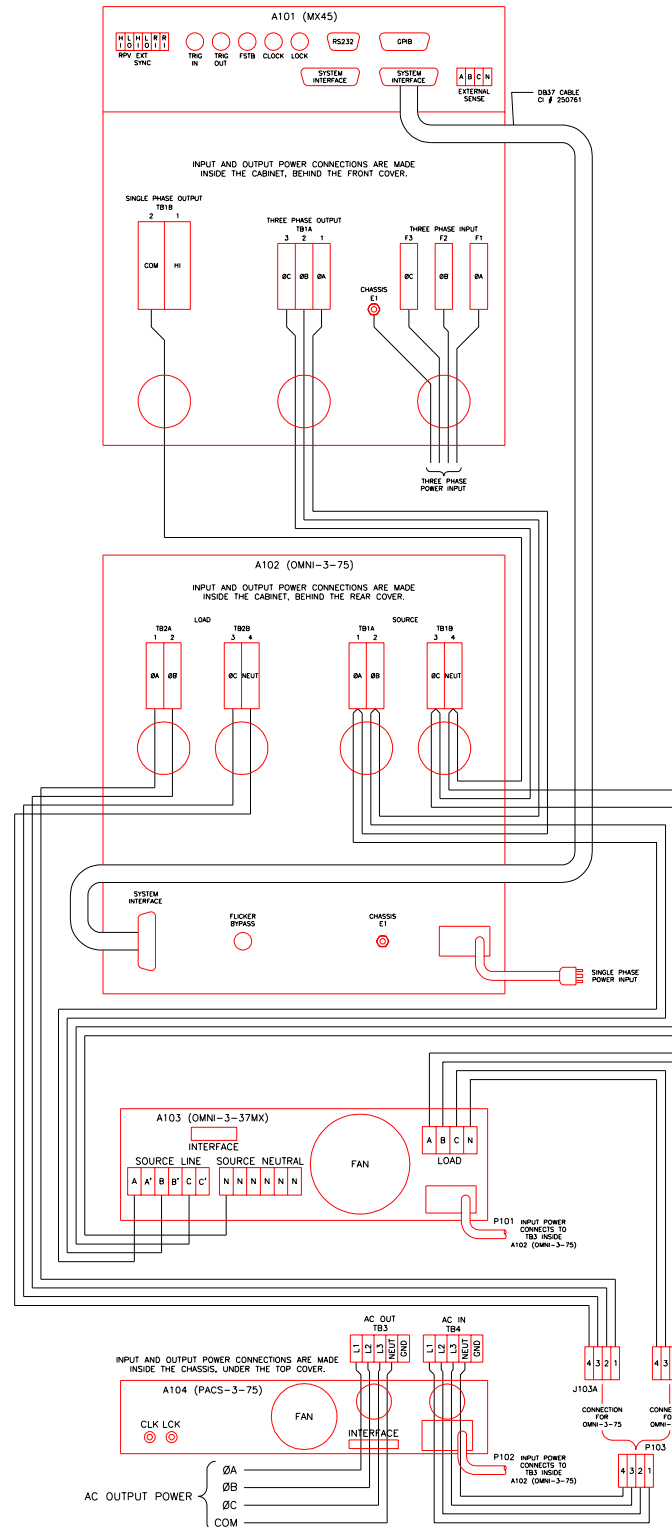 A101 (MX45)
HI LO HI LO RI RI
RPV EXT SYNC
TRIG IN
TRIG OUT
FSTB
CLOCK
LOCK
RS232
GPIB
SYSTEM INTERFACE
SYSTEM INTERFACE
A B C N
EXTERNAL SENSE
DB37 CABLE
CI # 250761
INPUT AND OUTPUT POWER CONNECTIONS ARE MADE
INSIDE THE CABINET, BEHIND THE FRONT COVER.
SINGLE PHASE OUTPUT
TB1B
2 1
COM HI
THREE PHASE OUTPUT
TB1A
3 2 1
ØC ØB ØA
CHASSIS
E1
THREE PHASE INPUT
F3 F2 F1
ØC ØB ØA
THREE PHASE
POWER INPUT
A102 (OMNI-3-75)
INPUT AND OUTPUT POWER CONNECTIONS ARE MADE
INSIDE THE CABINET, BEHIND THE REAR COVER.
LOAD
SOURCE
TB2A
1 2
ØA ØB
TB2B
3 4
ØC NEUT
TB1A
1 2
ØA ØB
TB1B
3 4
ØC NEUT
SYSTEM
INTERFACE
FLICKER
BYPASS
CHASSIS
E1
SINGLE PHASE
POWER INPUT
A103 (OMNI-3-37MX)
INTERFACE
SOURCE LINE
A A' B B' C C'
SOURCE NEUTRAL
N N N N N N
FAN
A B C N
LOAD
P101
INPUT POWER
CONNECTS TO
TB3 INSIDE
A102 (OMNI-3-75)
AC OUT
TB3
L1 L2 L3 NEUT GND
AC IN
TB4
L1 L2 L3 NEUT GND
INPUT AND OUTPUT POWER CONNECTIONS ARE MADE
INSIDE THE CHASSIS, UNDER THE TOP COVER.
A104 (PACS-3-75)
CLK LCK
FAN
INTERFACE
P102
INPUT POWER
CONNECTS TO
TB3 INSIDE
A102 (OMNI-3-75)
4 3 2 1
J103A
CONNECTION
FOR
OMNI-3-75
4 3
CONNE
FO
OMNI-
P103
4 3 2 1
AC OUTPUT POWER
ØA
ØB
ØC
COM